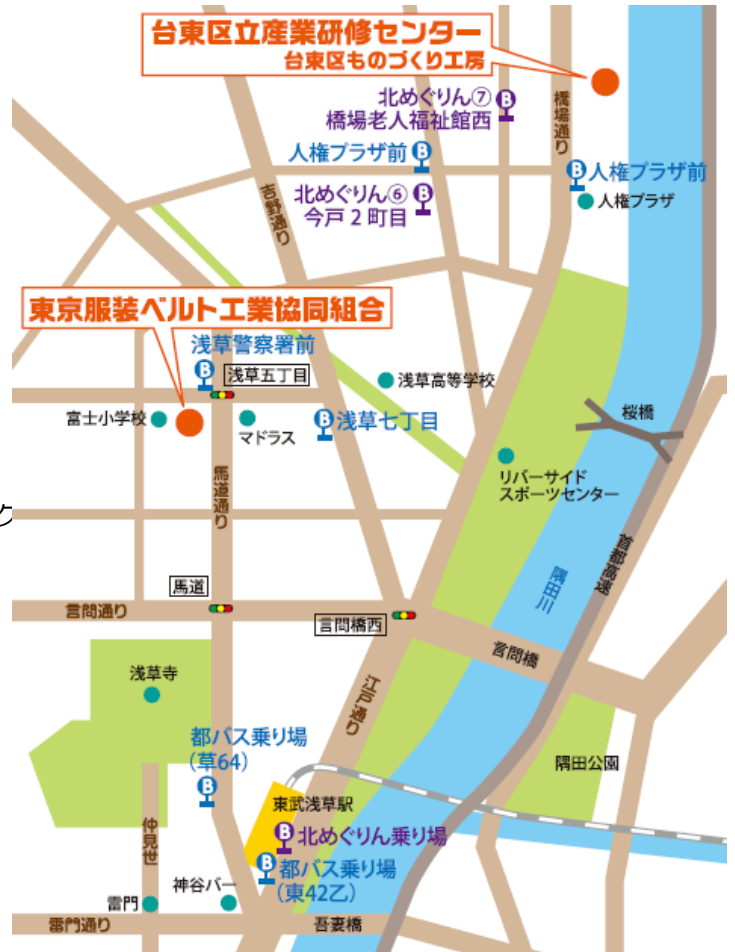 台東区立産業研修センター
台東区ものづくり工房
北めぐりん⑦
橋場老人福祉館西
橋場通り
人権プラザ前
人権プラザ前
人権プラザ
北めぐりん⑥
今戸2町目
吉野通り
東京服装ベルト工業協同組合
浅草警察署前
浅草五丁目
浅草高等学校
富士小学校
マドラス
浅草七丁目
桜橋
リバーサイド
スポーツセンター
馬道通り
ク
首都高速
隅田川
馬道
言問通り
言問橋西
言問橋
浅草寺
江戸通り
都バス乗り場
(草64)
隅田公園
東武浅草駅
仲見世
北めぐりん乗り場
都バス乗り場
(東42乙)
神谷バー
雷門
雷門通り
吾妻橋
B
B
B
B
B
B
B
B
B